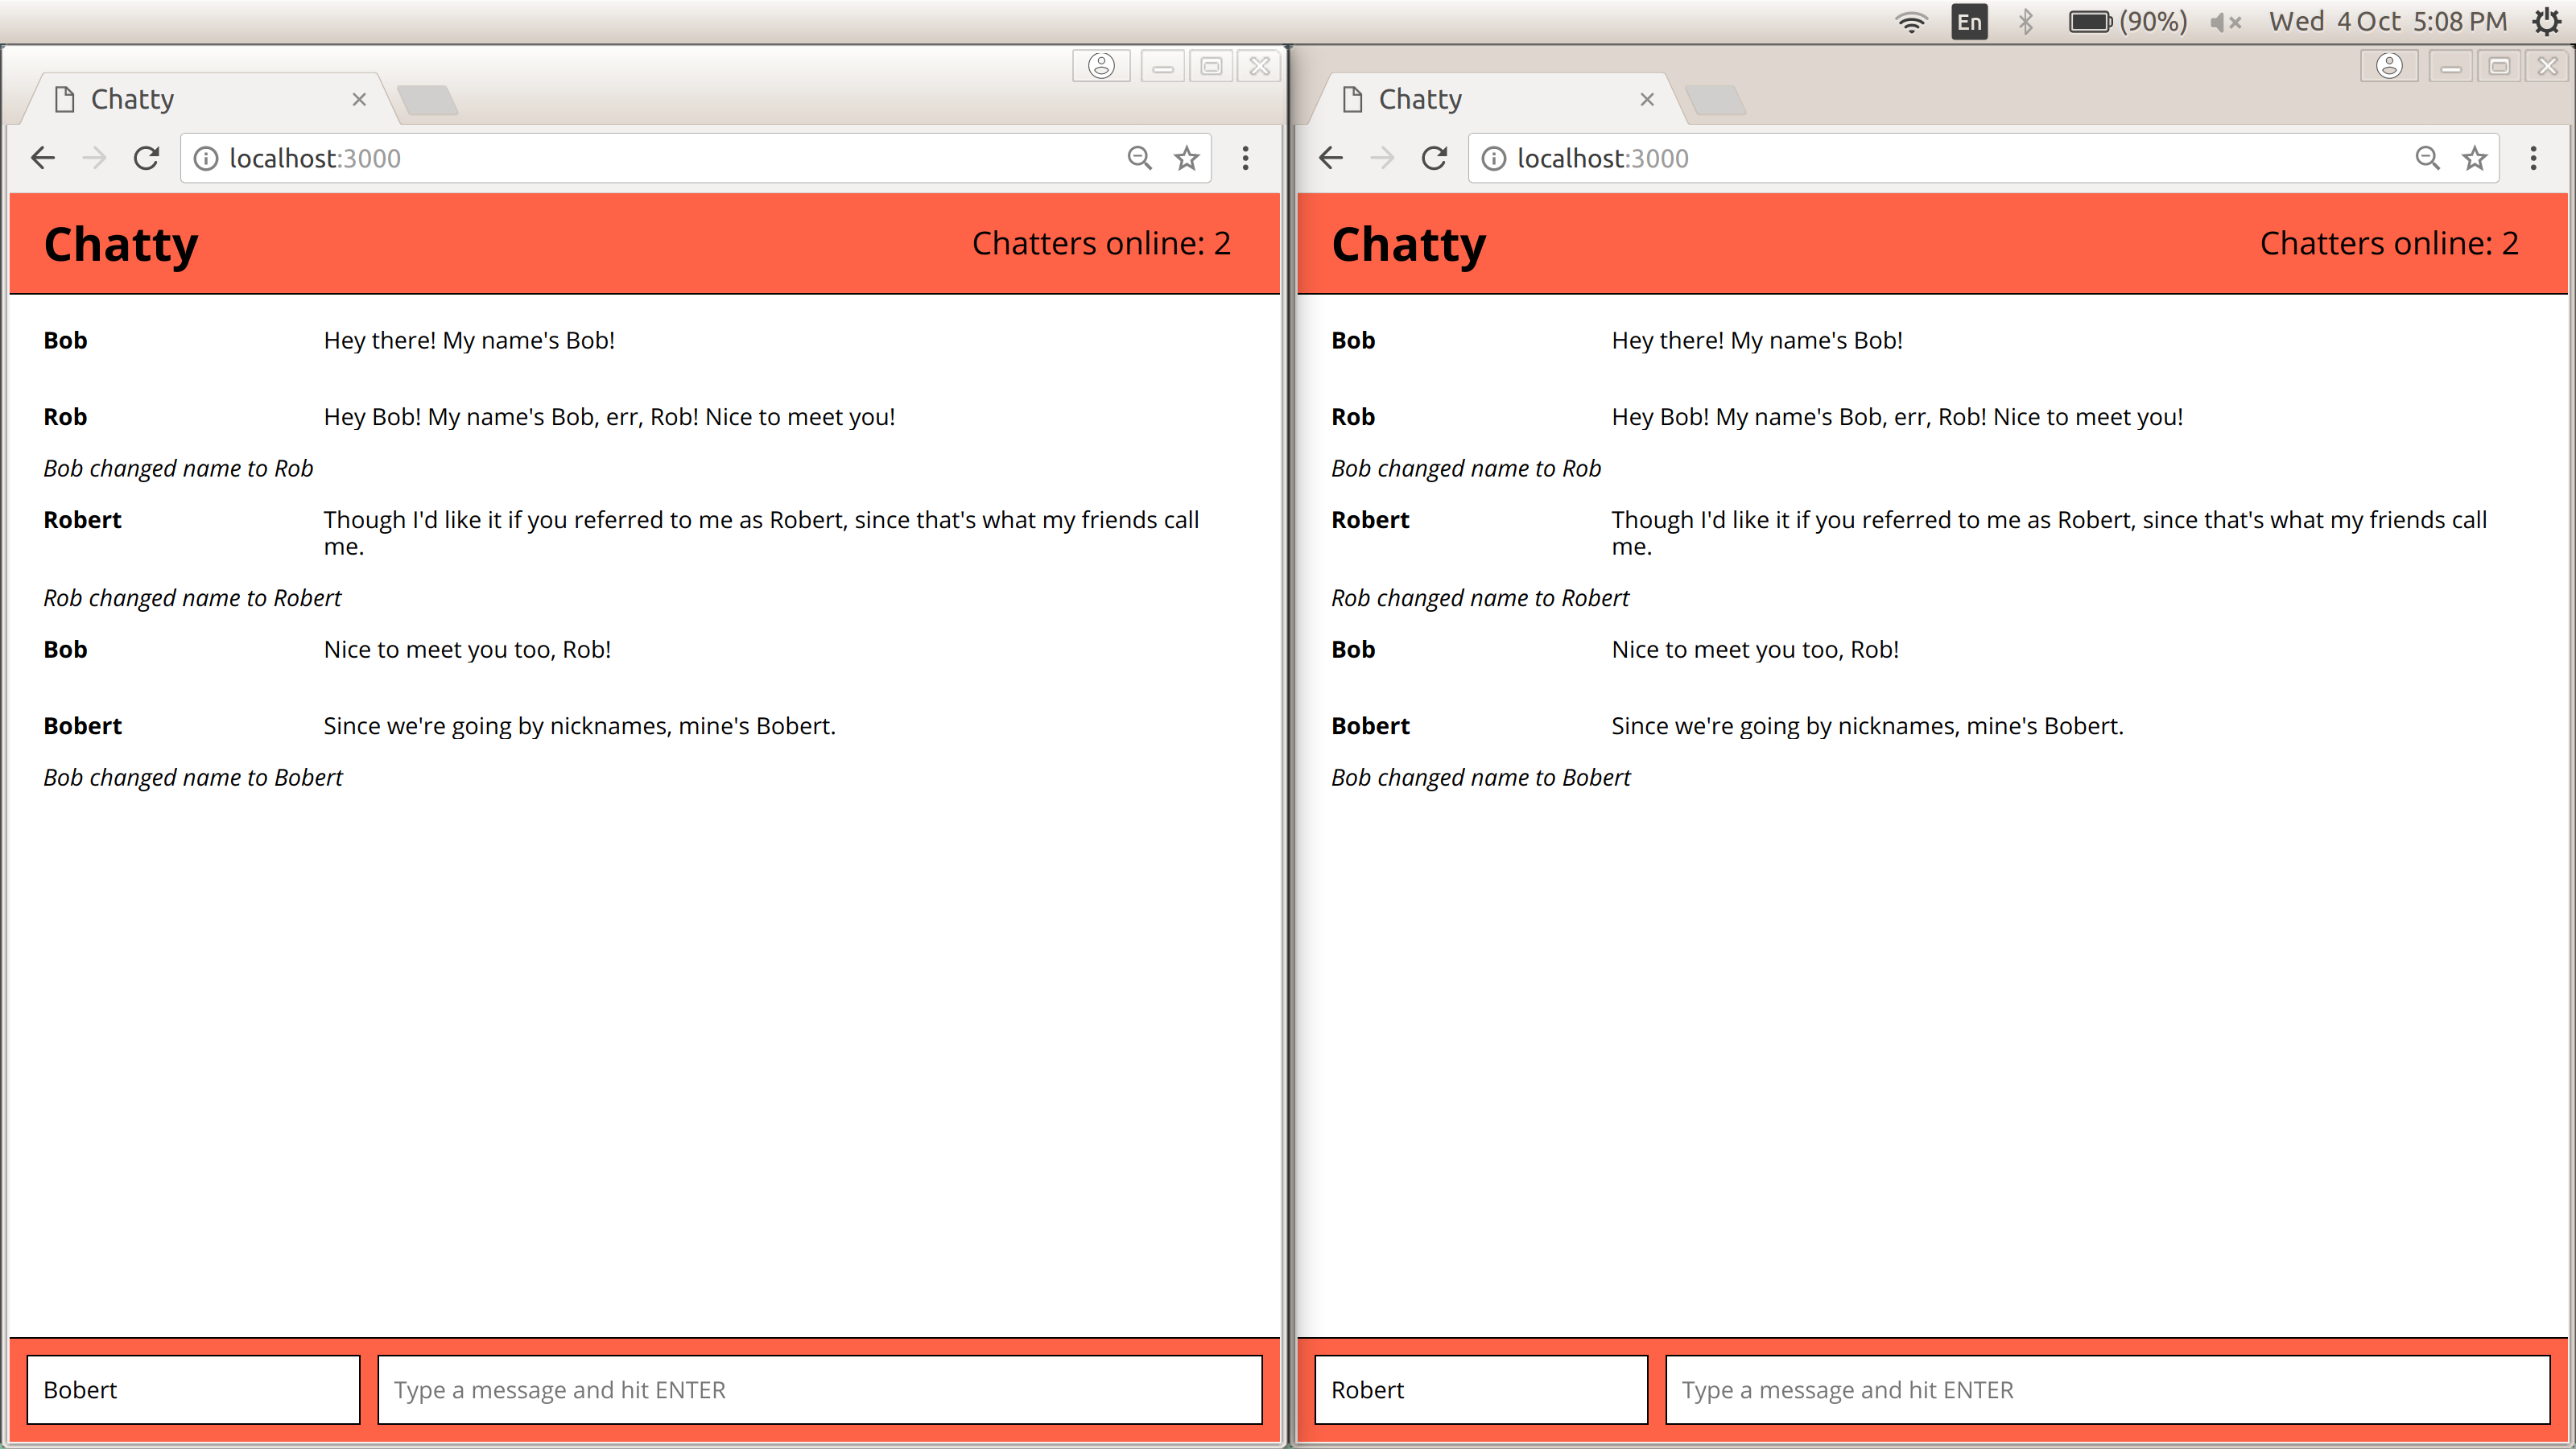 En (90%) Wed 4 Oct 5:08 PM
Chatty
localhost:3000
Chatty Chatters online: 2
Bob Hey there! My name's Bob!
Rob Hey Bob! My name's Bob, err, Rob! Nice to meet you!
Bob changed name to Rob
Robert Though I'd like it if you referred to me as Robert, since that's what my friends call
me.
Rob changed name to Robert
Bob Nice to meet you too, Rob!
Bobert Since we're going by nicknames, mine's Bobert.
Bob changed name to Bobert
Bobert Type a message and hit ENTER
Chatty
localhost:3000
Chatty Chatters online: 2
Bob Hey there! My name's Bob!
Rob Hey Bob! My name's Bob, err, Rob! Nice to meet you!
Bob changed name to Rob
Robert Though I'd like it if you referred to me as Robert, since that's what my friends call
me.
Rob changed name to Robert
Bob Nice to meet you too, Rob!
Bobert Since we're going by nicknames, mine's Bobert.
Bob changed name to Bobert
Robert Type a message and hit ENTER